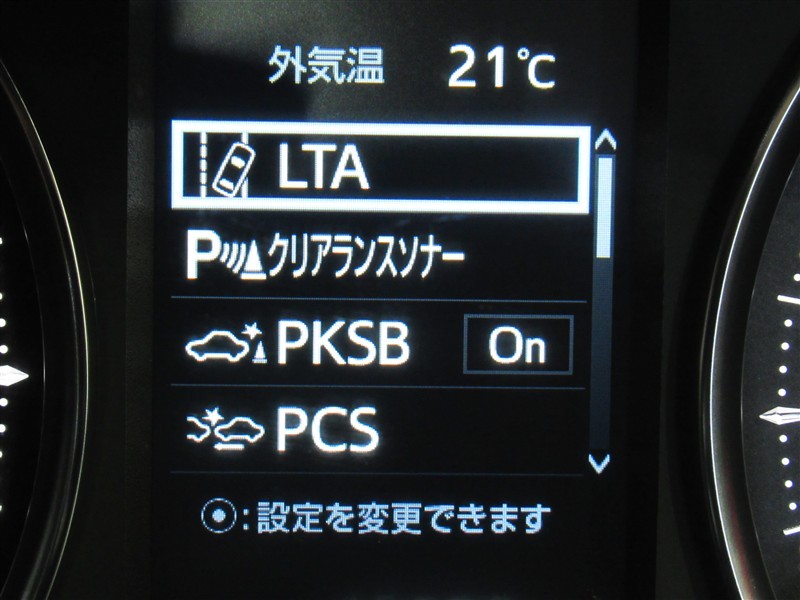 外気温 21℃
LTA
Pクリアランスソナー
PKSB On
PCS
⦿:設定を変更できます